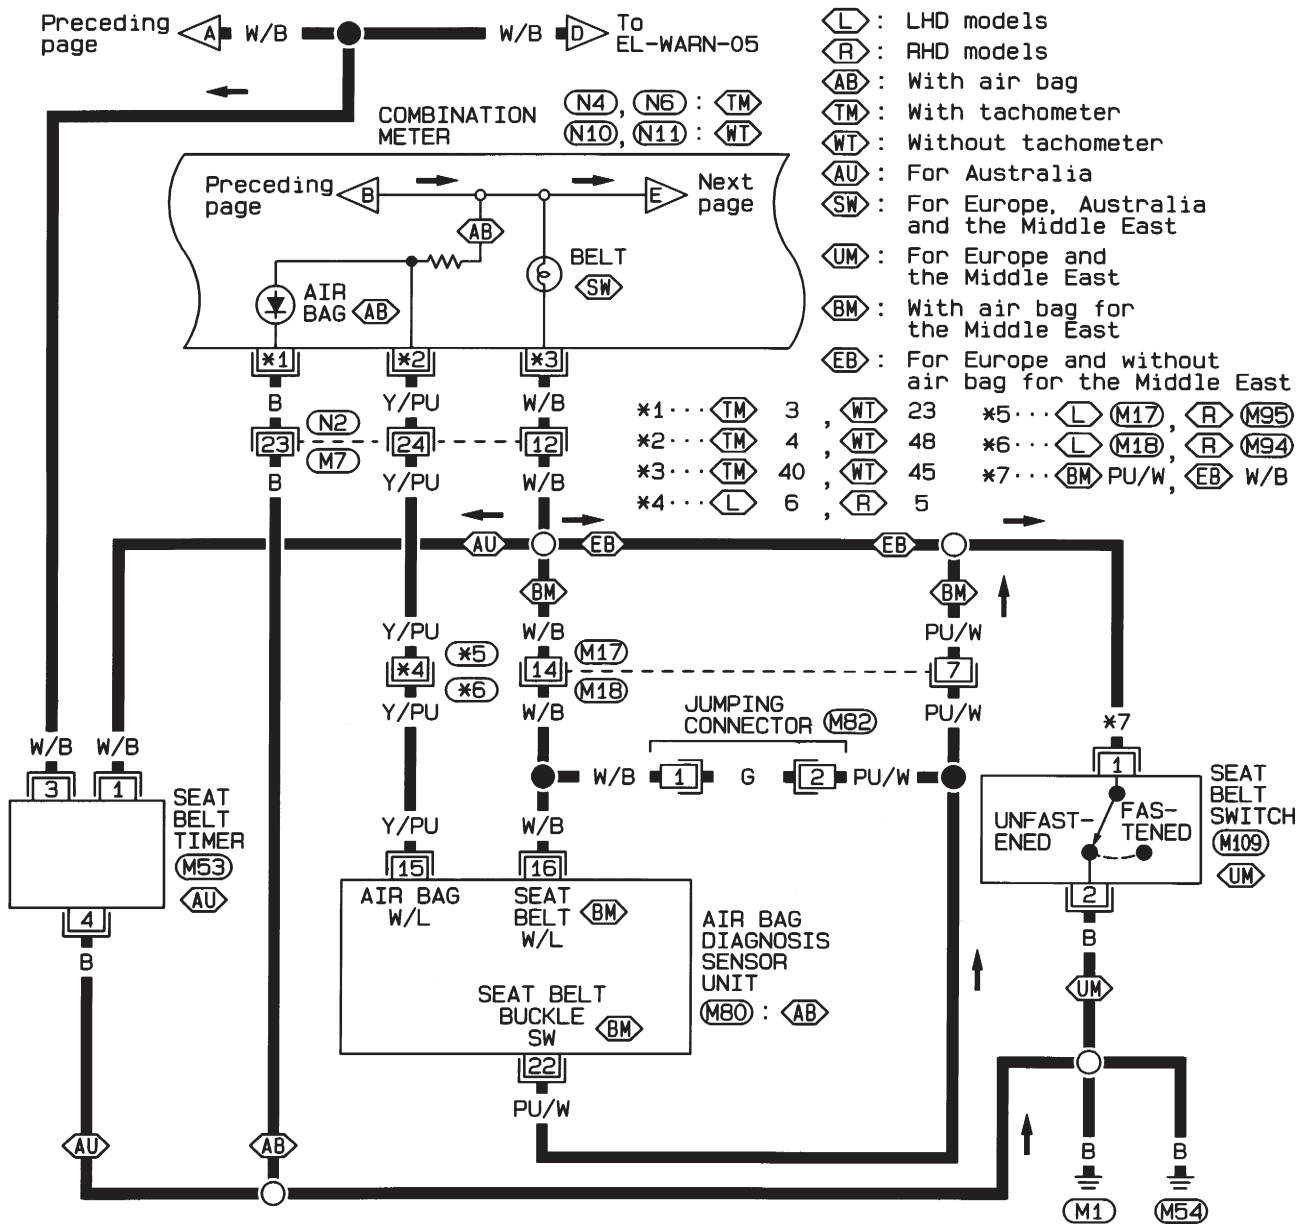 Preceding page
A W/B W/B D To EL-WARN-05
L : LHD models
R : RHD models
AB : With air bag
TM : With tachometer
WT : Without tachometer
AU : For Australia
SW : For Europe, Australia
and the Middle East
UM : For Europe and
the Middle East
BM : With air bag for
the Middle East
EB : For Europe and without
air bag for the Middle East
COMBINATION
METER
N4, N6 : TM
N10, N11 : WT
Preceding
page
B
E
Next
page
AB
BELT
SW
AIR
BAG AB
*1 *2 *3
B Y/PU W/B
N2
23 24 12
M7
B Y/PU W/B
*1··· TM 3 , WT 23
*2··· TM 4 , WT 48
*3··· TM 40 , WT 45
*4··· L 6 , R 5
*5··· L M17, R M95
*6··· L M18, R M94
*7··· BM PU/W, EB W/B
AU EB EB
BM BM
Y/PU W/B PU/W
*5 M17
*4 14 7
*6 M18
Y/PU W/B PU/W
JUMPING
CONNECTOR M82
*7
W/B W/B
W/B 1 G 2 PU/W
3 1
SEAT
BELT
TIMER
M53
AU
4
B
1
SEAT
BELT
SWITCH
M109
UM
UNFAST-
ENED
FAS-
TENED
2
B
UM
Y/PU W/B
15 16
AIR BAG
W/L
SEAT
BELT
W/L
BM
AIR BAG
DIAGNOSIS
SENSOR
UNIT
M80 : AB
SEAT BELT
BUCKLE
SW
BM
22
PU/W
AU AB
B B
M1 M54